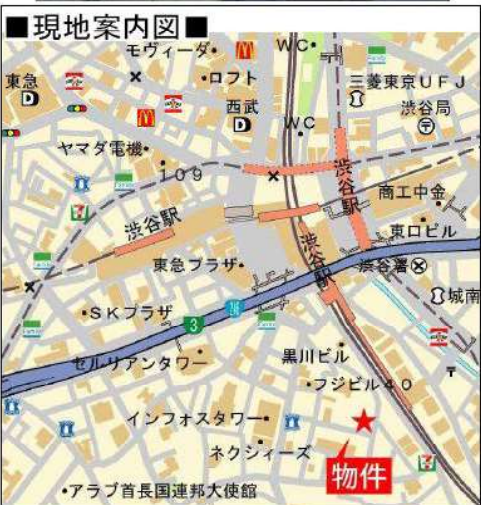 ■現地案内図■
モヴィーダ
WC
東急
ロフト
三菱東京UFJ
D
西武
D
渋谷局
WC
ヤマダ電機
109
商工中金
渋谷駅
渋谷駅
渋谷駅
東口ビル
東急プラザ
渋谷署
城南
SKプラザ
3
246
セルリアンタワー
黒川ビル
フジビル40
インフォスタワー
ネクシィーズ
物件
アラブ首長国連邦大使館